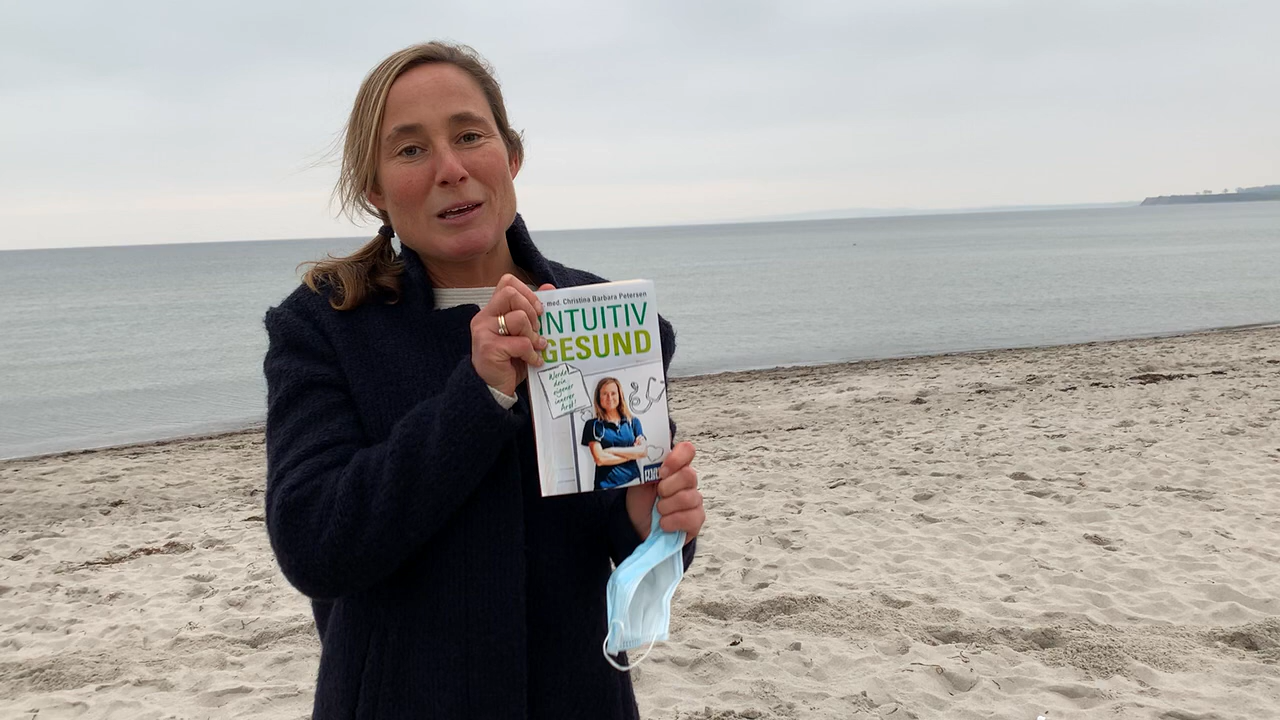 med. Christina Barbara Petersen
INTUITIV
GESUND
Werde
dein
eigener
innerer
Arzt!